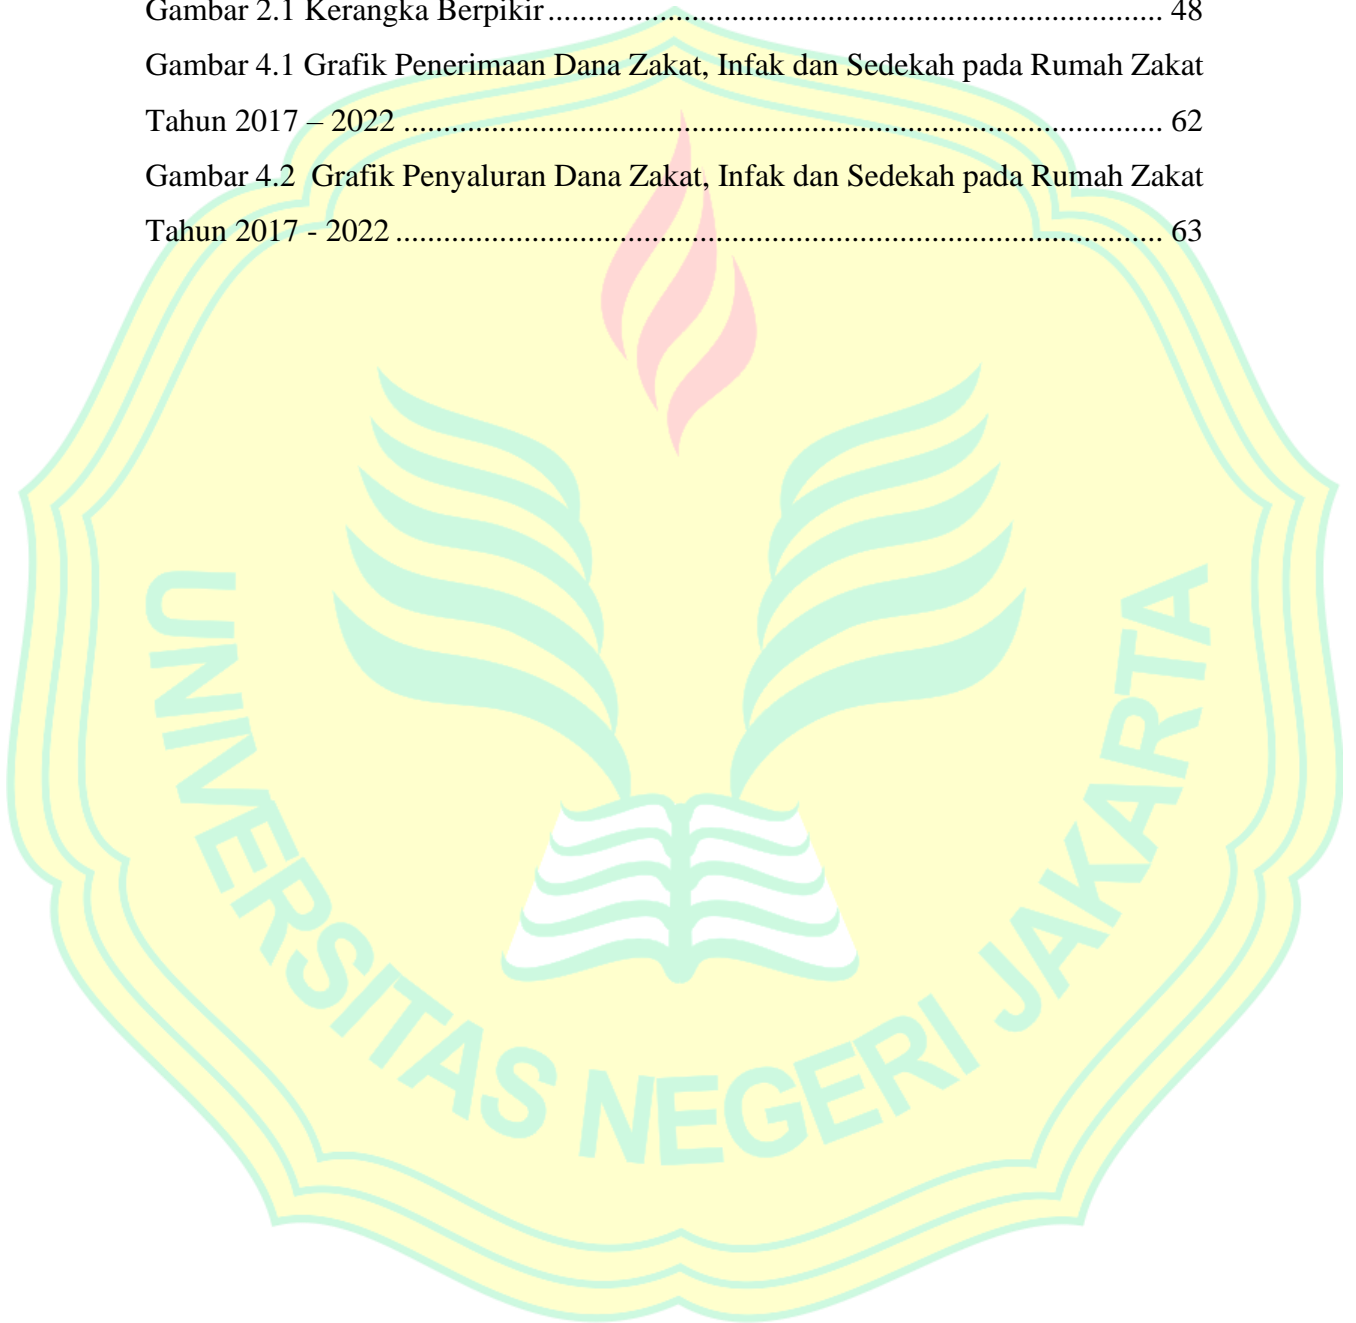 Gambar 2.1 Kerangka Berpikir ............................................................................. 48
Gambar 4.1 Grafik Penerimaan Dana Zakat, Infak dan Sedekah pada Rumah Zakat
Tahun 2017 – 2022 ............................................................................................... 62
Gambar 4.2  Grafik Penyaluran Dana Zakat, Infak dan Sedekah pada Rumah Zakat
Tahun 2017 - 2022 ................................................................................................ 63
UNIVERSITAS NEGERI JAKARTA